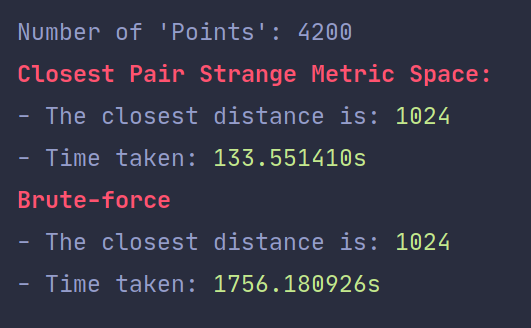 Number of 'Points': 4200
Closest Pair Strange Metric Space:
- The closest distance is: 1024
- Time taken: 133.551410s
Brute-force
- The closest distance is: 1024
- Time taken: 1756.180926s